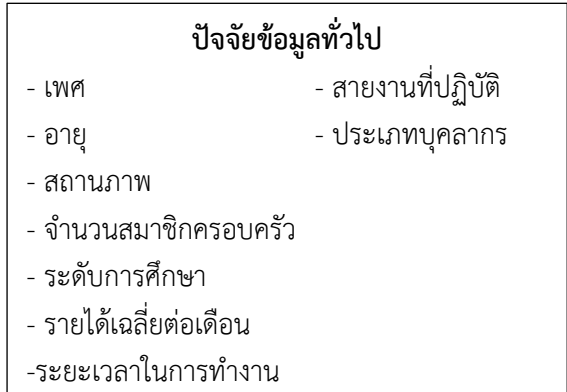 ปัจจัยข้อมูลทั่วไป
- เพศ - สายงานที่ปฏิบัติ
- อายุ - ประเภทบุคลากร
- สถานภาพ
- จำนวนสมาชิกครอบครัว
- ระดับการศึกษา
- รายได้เฉลี่ยต่อเดือน
-ระยะเวลาในการทำงาน